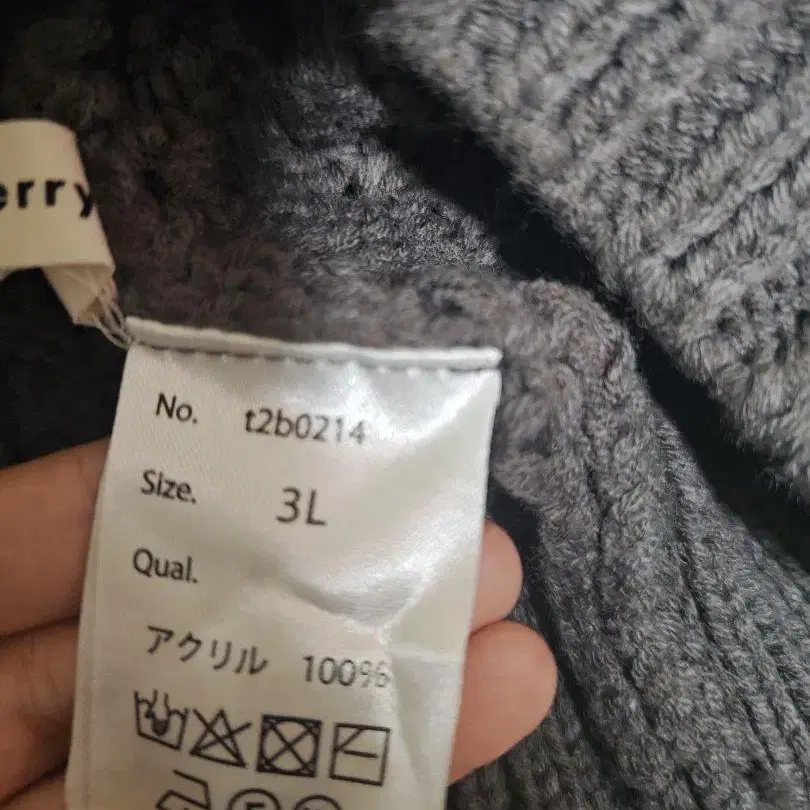 erry
No. t2b0214
Size. 3L
Qual.
アクリル 100%